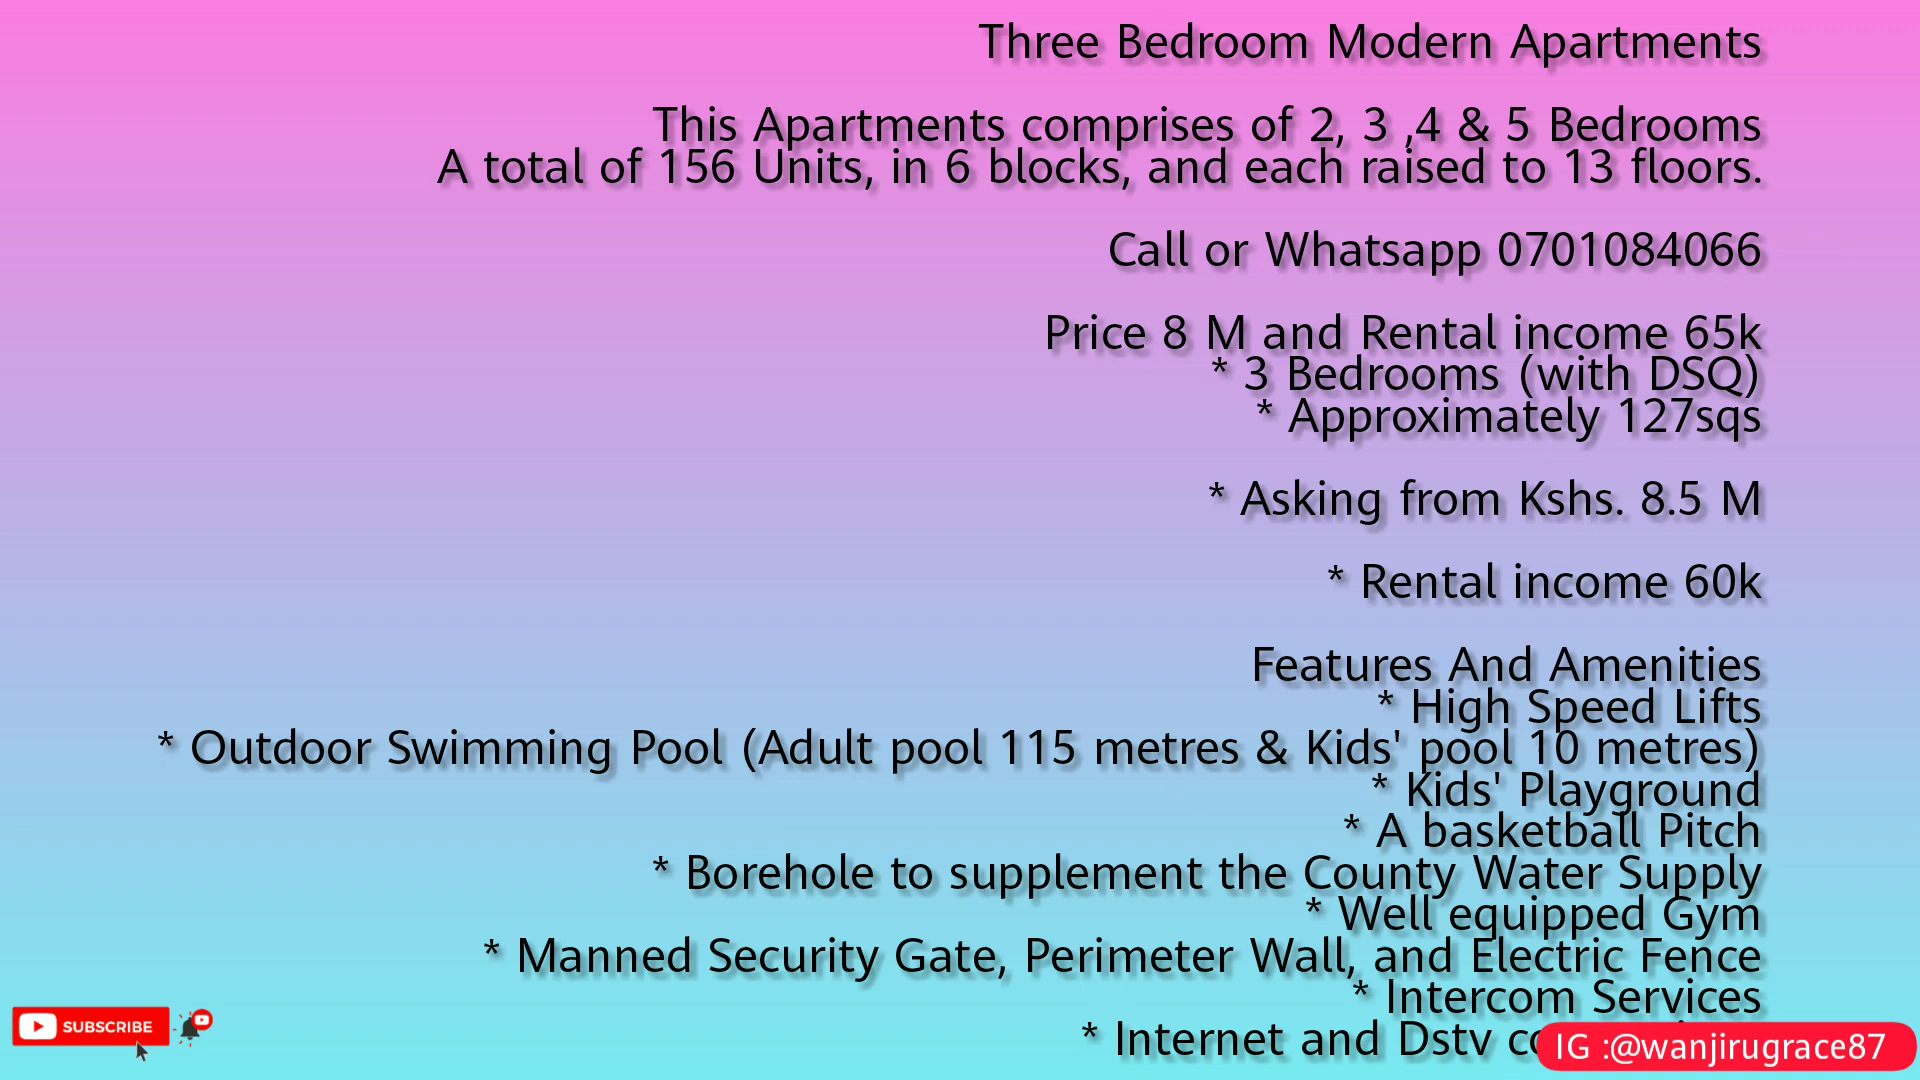 Three Bedroom Modern Apartments
This Apartments comprises of 2, 3 ,4 & 5 Bedrooms
A total of 156 Units, in 6 blocks, and each raised to 13 floors.
Call or Whatsapp 0701084066
Price 8 M and Rental income 65k
* 3 Bedrooms (with DSQ)
* Approximately 127sqs
* Asking from Kshs. 8.5 M
* Rental income 60k
Features And Amenities
* High Speed Lifts
* Outdoor Swimming Pool (Adult pool 115 metres & Kids' pool 10 metres)
* Kids' Playground
* A basketball Pitch
* Borehole to supplement the County Water Supply
* Well equipped Gym
* Manned Security Gate, Perimeter Wall, and Electric Fence
* Intercom Services
* Internet and Dstv
SUBSCRIBE
IG :@wanjirugrace87